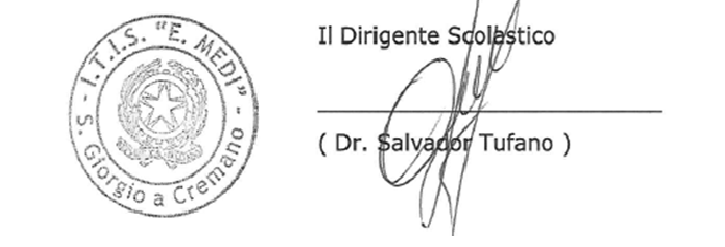 I.T.I.S. "E. MEDI" -
S. Giorgio a Cremano -
Il Dirigente Scolastico
( Dr. Salvador Tufano )